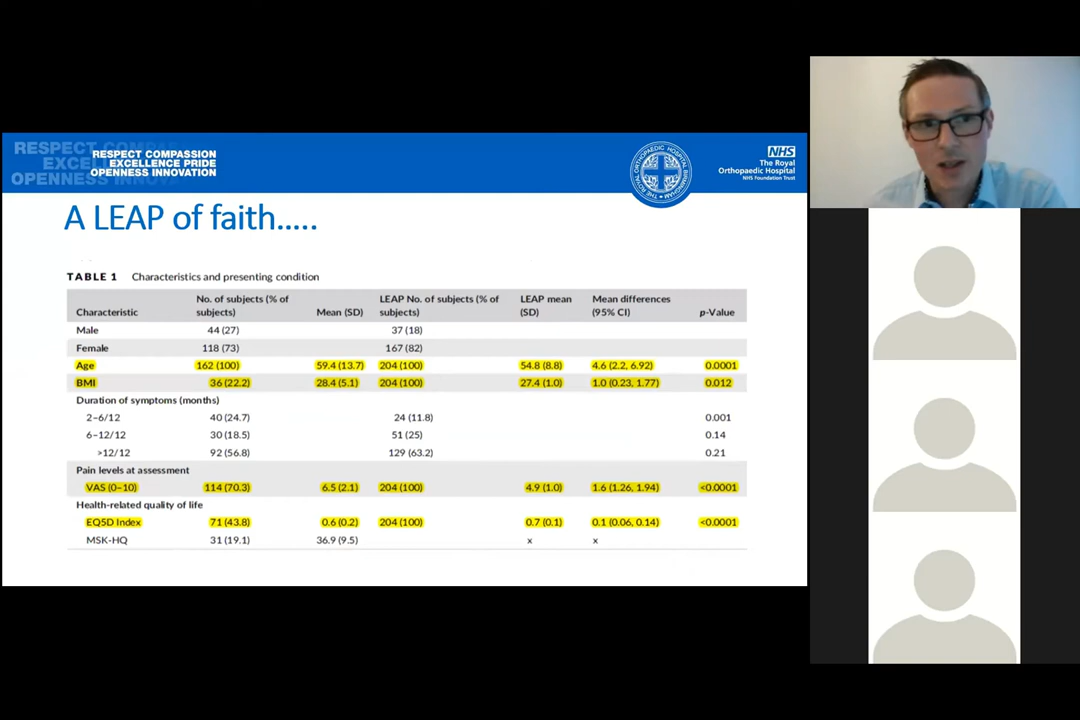 RESPECT COMPASSION
EXCELLENCE PRIDE
OPENNESS INNOVATION
NHS
The Royal
Orthopaedic Hospital
NHS Foundation Trust
A LEAP of faith.....
TABLE 1 Characteristics and presenting condition
Characteristic No. of subjects (% of subjects) Mean (SD) LEAP No. of subjects (% of subjects) LEAP mean (SD) Mean differences (95% CI) p-Value
Male 44 (27) 37 (18)
Female 118 (73) 167 (82)
Age 162 (100) 59.4 (13.7) 204 (100) 54.8 (8.8) 4.6 (2.2, 6.92) 0.0001
BMI 36 (22.2) 28.4 (5.1) 204 (100) 27.4 (1.0) 1.0 (0.23, 1.77) 0.012
Duration of symptoms (months)
2–6/12 40 (24.7) 24 (11.8) 0.001
6–12/12 30 (18.5) 51 (25) 0.14
>12/12 92 (56.8) 129 (63.2) 0.21
Pain levels at assessment
VAS (0–10) 114 (70.3) 6.5 (2.1) 204 (100) 4.9 (1.0) 1.6 (1.26, 1.94) <0.0001
Health-related quality of life
EQ5D Index 71 (43.8) 0.6 (0.2) 204 (100) 0.7 (0.1) 0.1 (0.06, 0.14) <0.0001
MSK-HQ 31 (19.1) 36.9 (9.5) x x